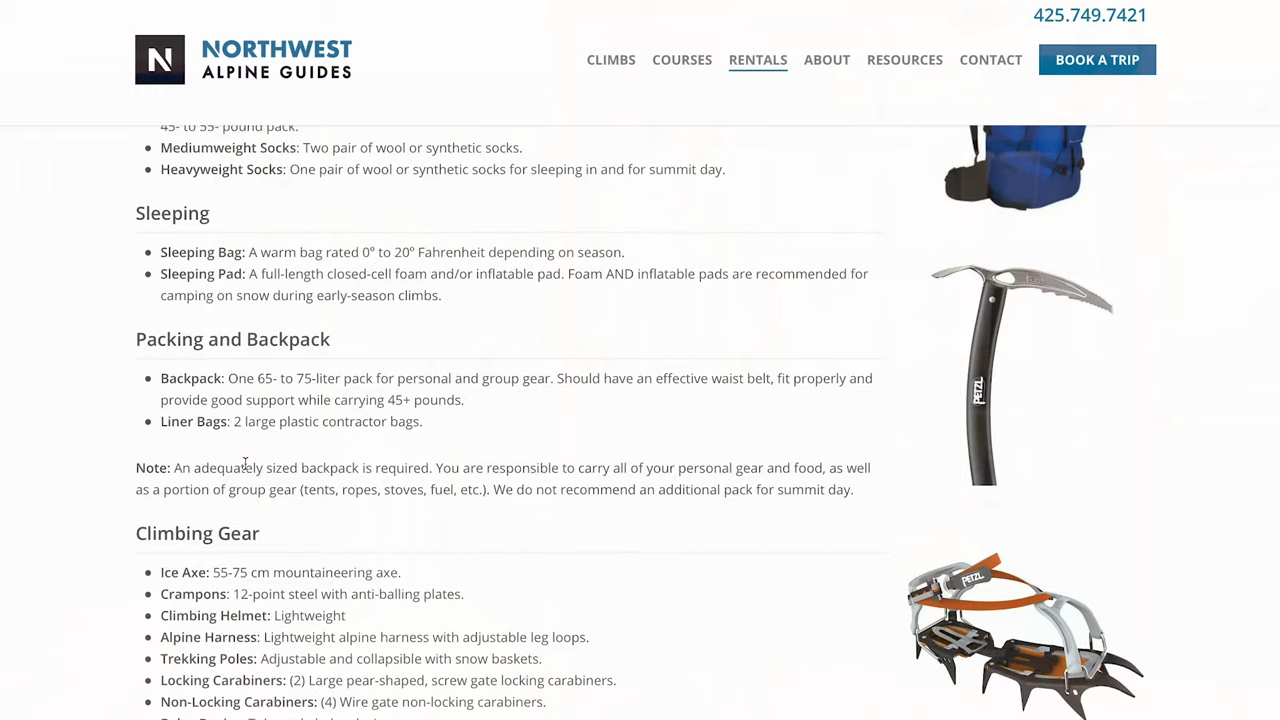 425.749.7421
N
NORTHWEST
ALPINE GUIDES
CLIMBS COURSES RENTALS ABOUT RESOURCES CONTACT BOOK A TRIP
45- to 55- pound pack.
● Mediumweight Socks: Two pair of wool or synthetic socks.
● Heavyweight Socks: One pair of wool or synthetic socks for sleeping in and for summit day.
Sleeping
● Sleeping Bag: A warm bag rated 0° to 20° Fahrenheit depending on season.
● Sleeping Pad: A full-length closed-cell foam and/or inflatable pad. Foam AND inflatable pads are recommended for
camping on snow during early-season climbs.
Packing and Backpack
● Backpack: One 65- to 75-liter pack for personal and group gear. Should have an effective waist belt, fit properly and
provide good support while carrying 45+ pounds.
● Liner Bags: 2 large plastic contractor bags.
Note: An adequately sized backpack is required. You are responsible to carry all of your personal gear and food, as well
as a portion of group gear (tents, ropes, stoves, fuel, etc.). We do not recommend an additional pack for summit day.
Climbing Gear
● Ice Axe: 55-75 cm mountaineering axe.
● Crampons: 12-point steel with anti-balling plates.
● Climbing Helmet: Lightweight
● Alpine Harness: Lightweight alpine harness with adjustable leg loops.
● Trekking Poles: Adjustable and collapsible with snow baskets.
● Locking Carabiners: (2) Large pear-shaped, screw gate locking carabiners.
● Non-Locking Carabiners: (4) Wire gate non-locking carabiners.
PETZL
PETZL